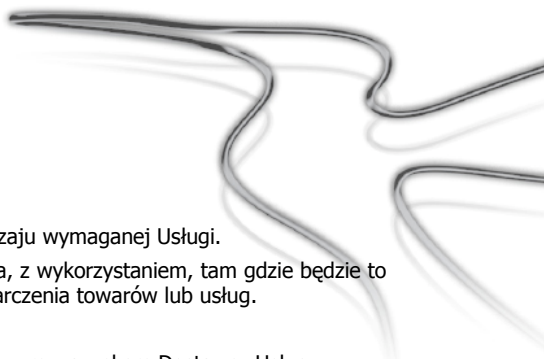 zaju wymaganej Usługi.
a, z wykorzystaniem, tam gdzie będzie to
arczenia towarów lub usług.